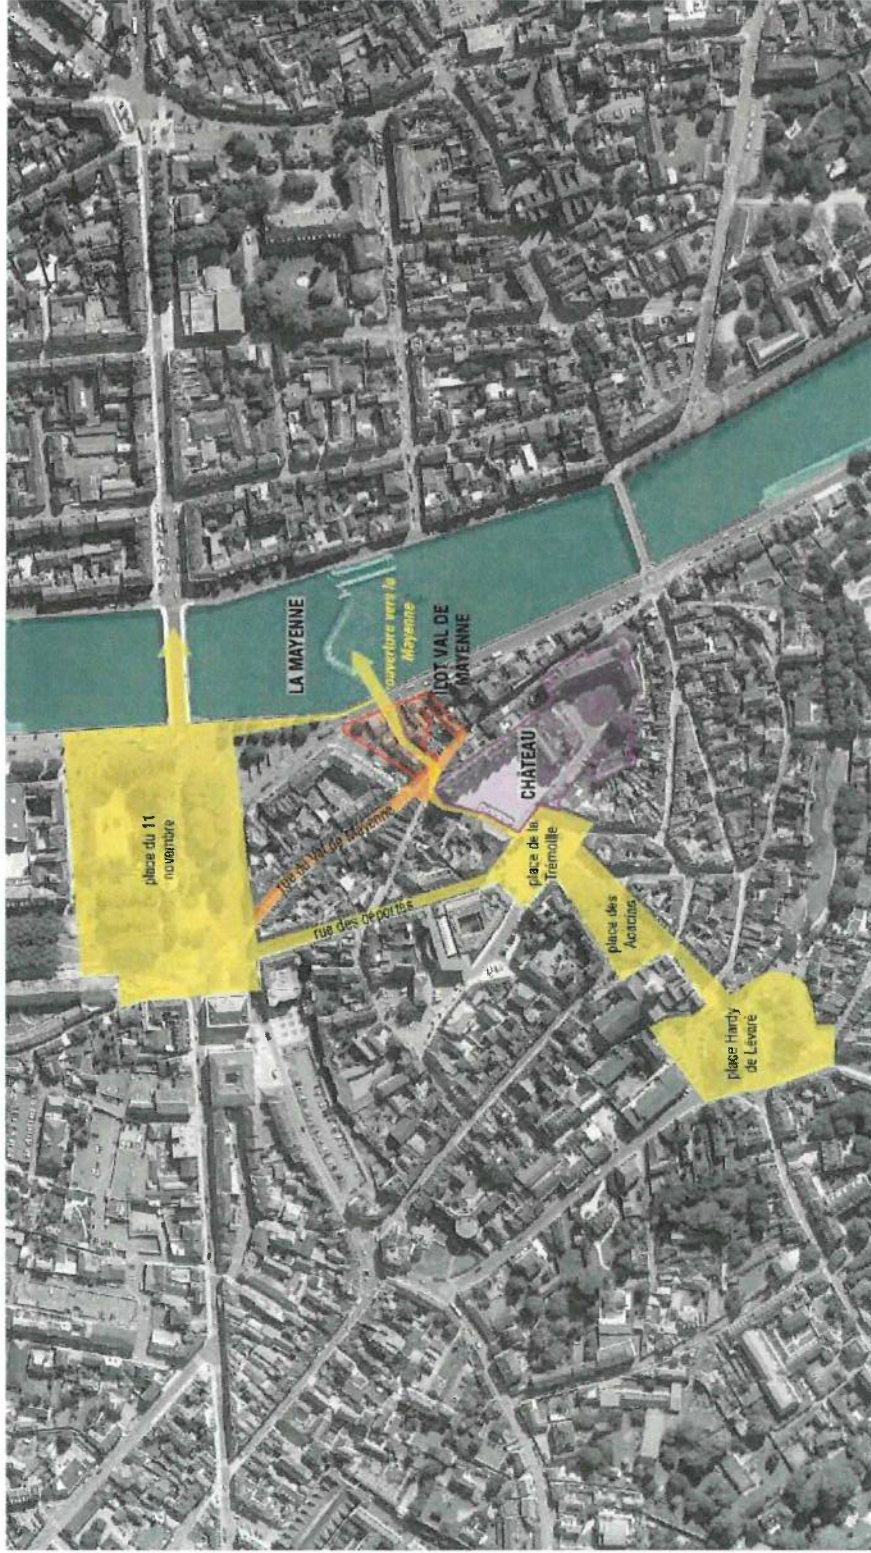 place du 11
novembre
LA MAYENNE
ouverture vers la
Mayenne
ILOT VAL DE
MAYENNE
rue du Val de Mayenne
rue des déportés
CHÂTEAU
place de la
Trémoille
place des
Acacias
place Hardy
de Lévaré